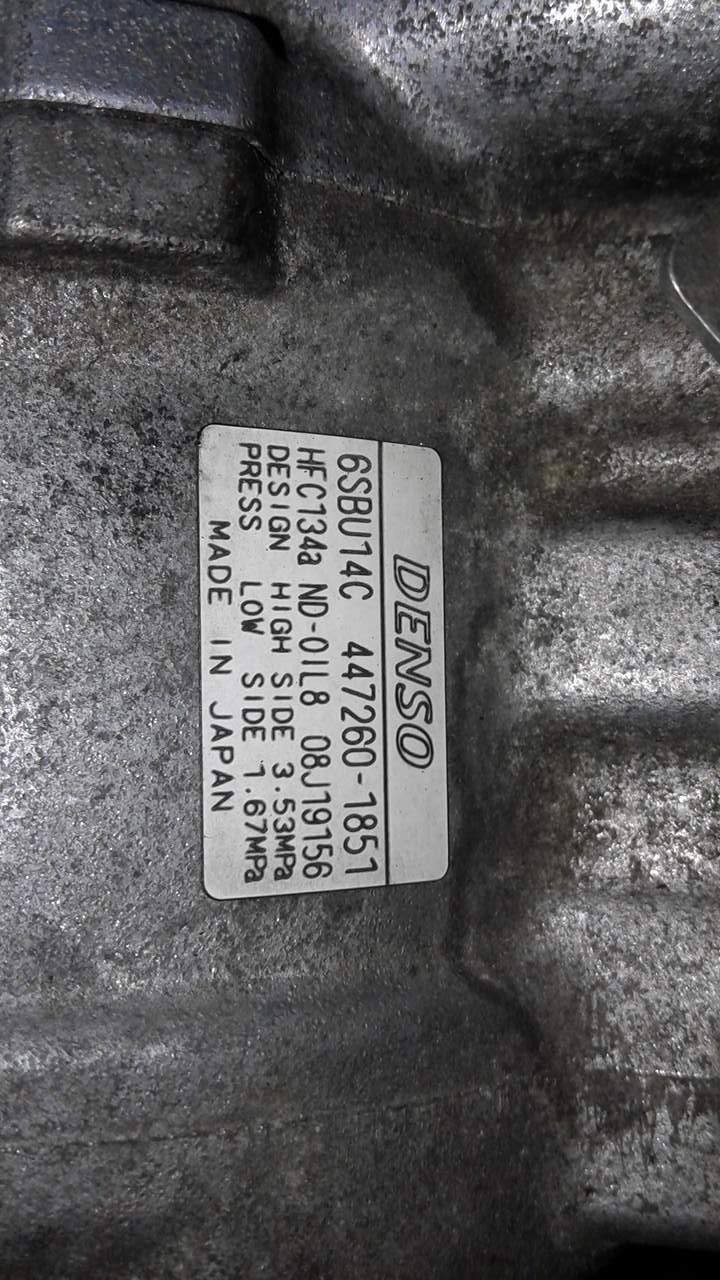 DENSO
6SBU14C 447260-1851
HFC134a ND-OIL8 08J19156
DESIGN HIGH SIDE 3.53MPa
PRESS LOW SIDE 1.67MPa
MADE IN JAPAN